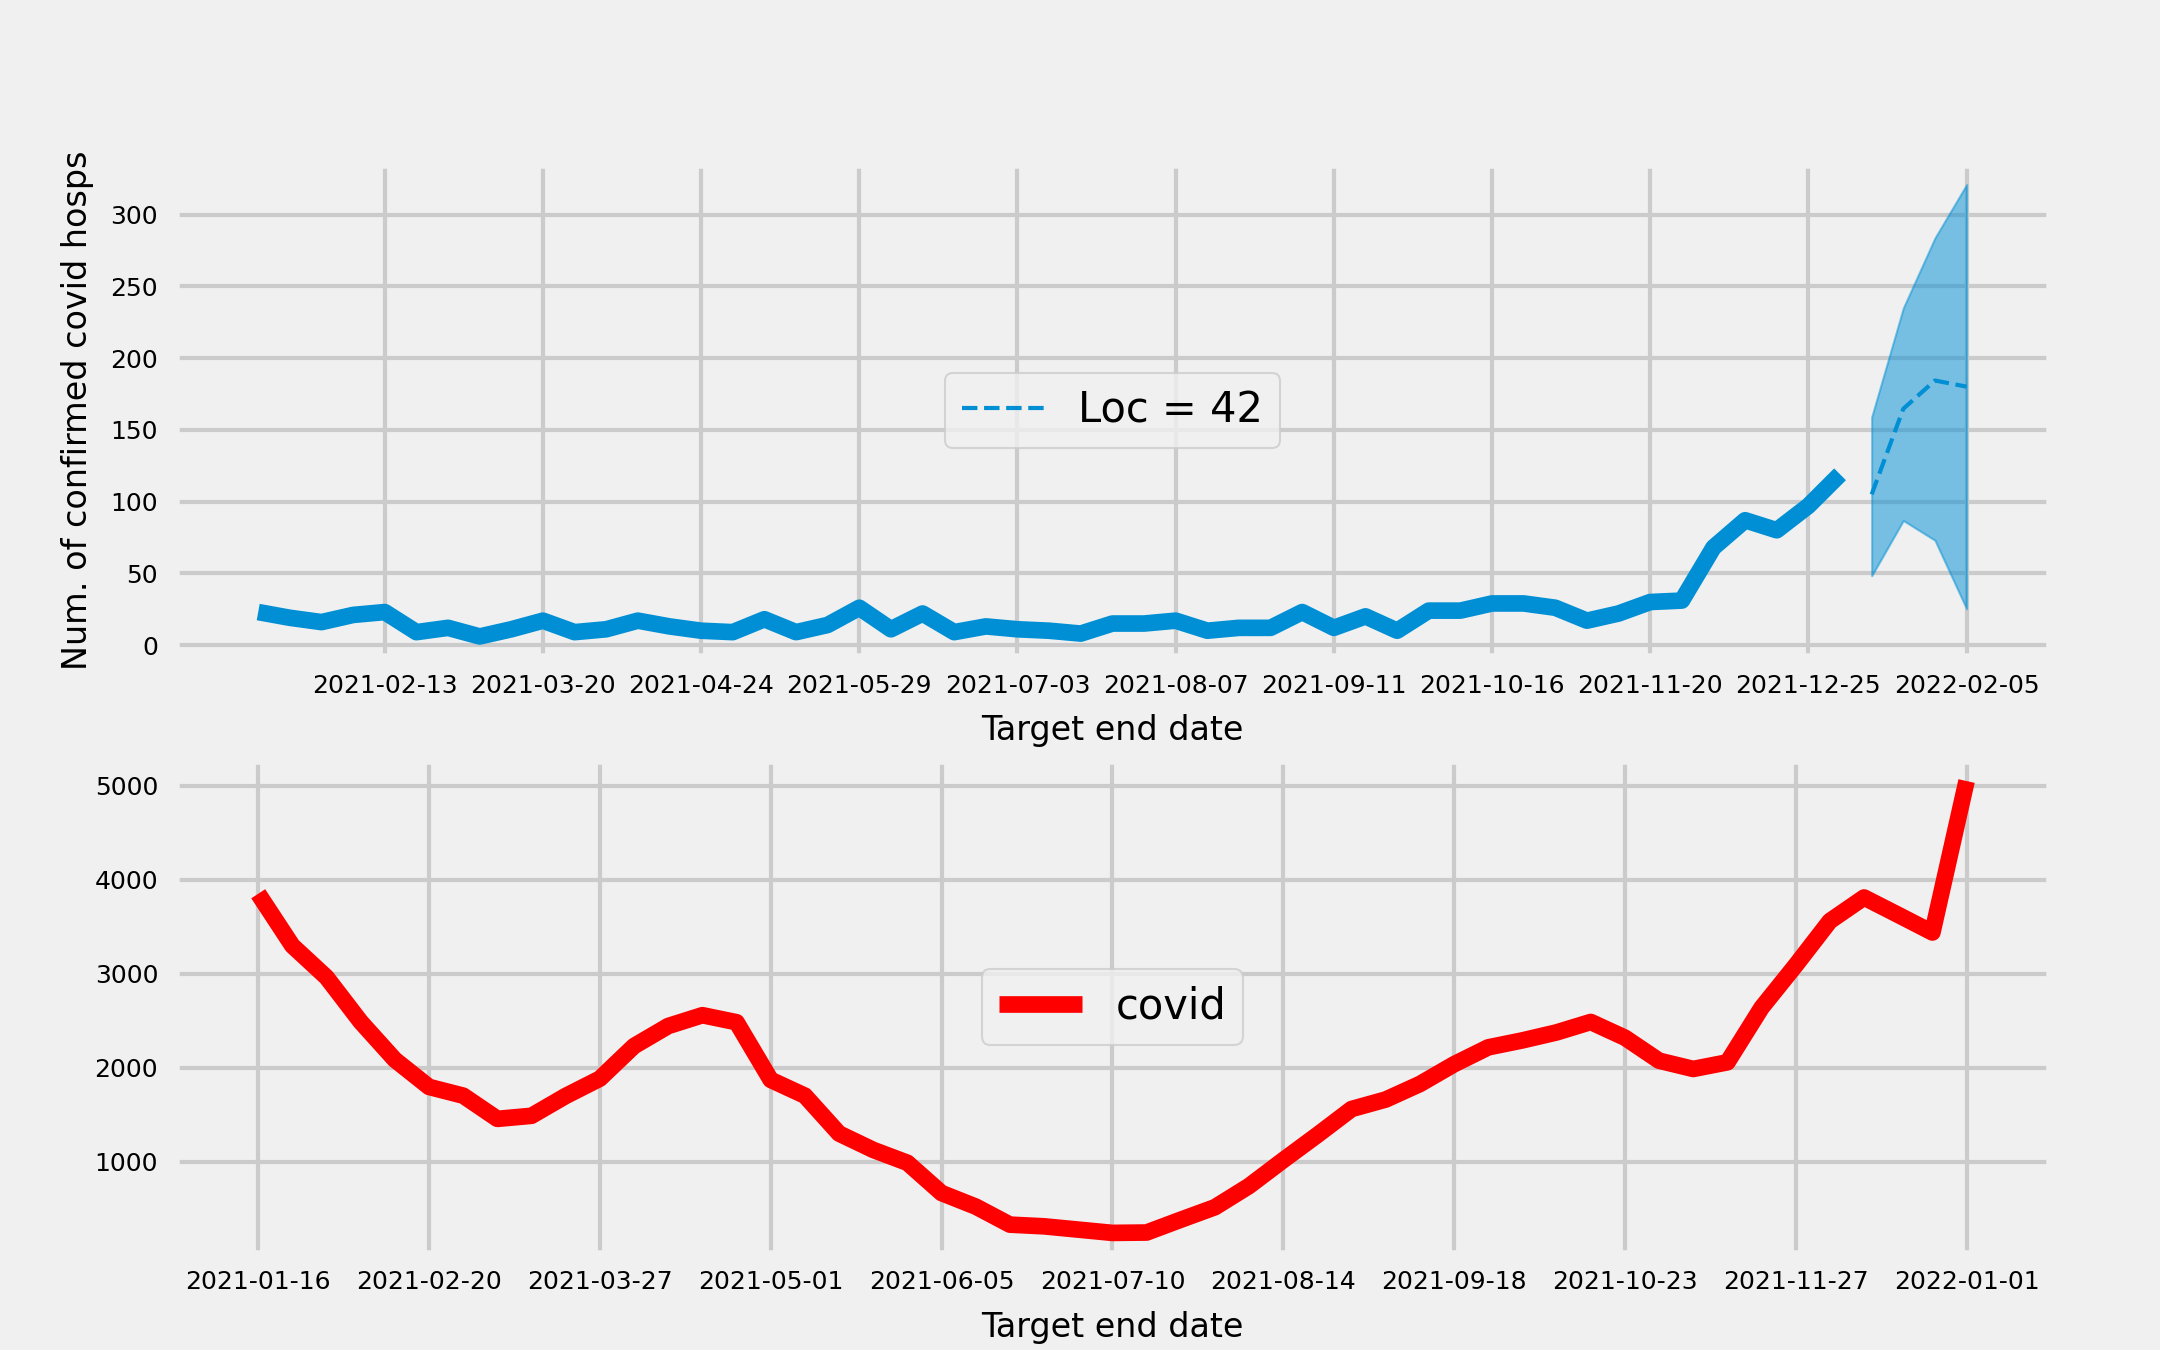 Num. of confirmed covid hosps
300
250
200
150
100
50
0
Loc = 42
2021-02-13 2021-03-20 2021-04-24 2021-05-29 2021-07-03 2021-08-07 2021-09-11 2021-10-16 2021-11-20 2021-12-25 2022-02-05
Target end date
5000
4000
3000
2000
1000
covid
2021-01-16 2021-02-20 2021-03-27 2021-05-01 2021-06-05 2021-07-10 2021-08-14 2021-09-18 2021-10-23 2021-11-27 2022-01-01
Target end date